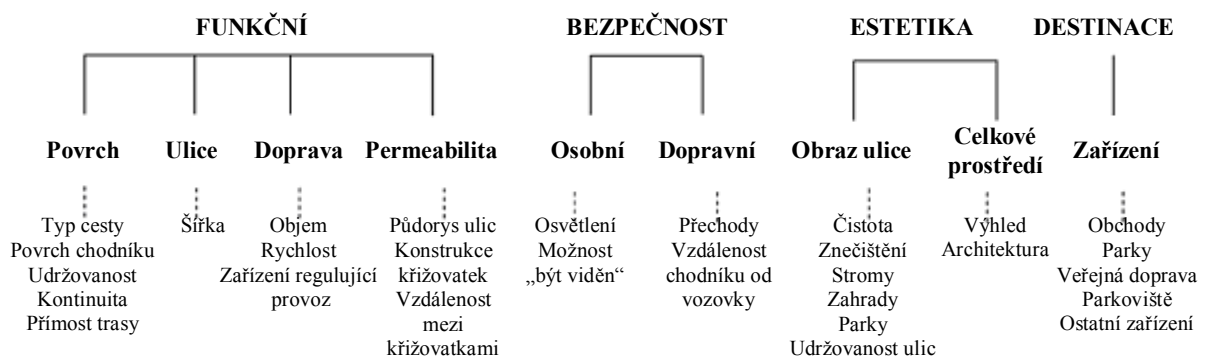 FUNKČNÍ
BEZPEČNOST
ESTETIKA
DESTINACE
Povrch
Ulice
Doprava
Permeabilita
Osobní
Dopravní
Obraz ulice
Celkové
prostředí
Zařízení
Typ cesty
Povrch chodníku
Udržovanost
Kontinuita
Přímost trasy
Šířka
Objem
Rychlost
Zařízení regulující
provoz
Půdorys ulic
Konstrukce
křižovatek
Vzdálenost
mezi
křižovatkami
Osvětlení
Možnost
„být viděn“
Přechody
Vzdálenost
chodníku od
vozovky
Čistota
Znečištění
Stromy
Zahrady
Parky
Udržovanost ulic
Výhled
Architektura
Obchody
Parky
Veřejná doprava
Parkoviště
Ostatní zařízení